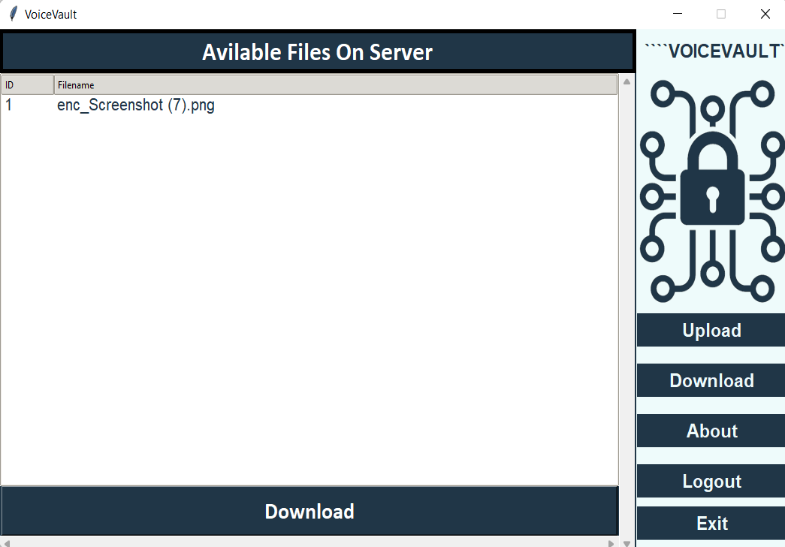 VoiceVault
Avilable Files On Server
ID Filename
1 enc_Screenshot (7).png
Download
````VOICEVAULT`
Upload
Download
About
Logout
Exit